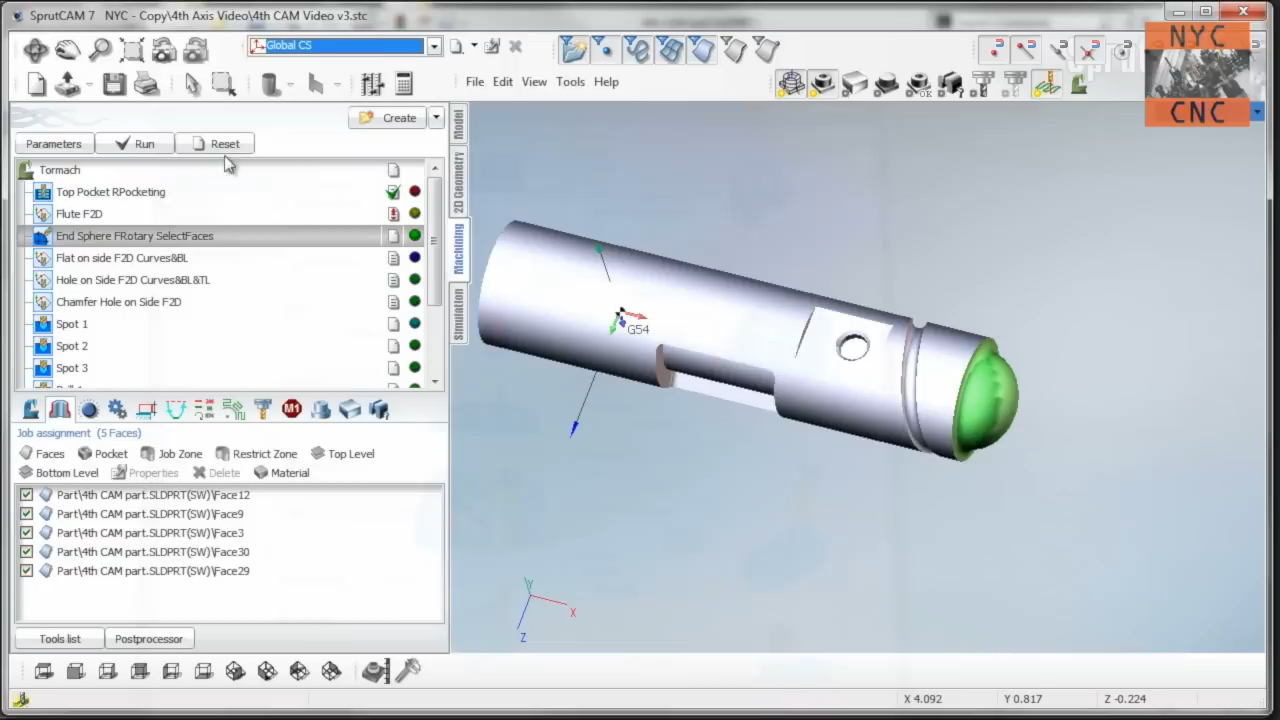 SprutCAM 7 NYC - Copy\4th Axis Video\4th CAM Video v3.stc
Global CS
File Edit View Tools Help
NYC
CNC
Create
Parameters Run Reset
Tormach
Top Pocket RPocketing
Flute F2D
End Sphere FRotary SelectFaces
Flat on side F2D Curves&BL
Hole on Side F2D Curves&BL&TL
Chamfer Hole on Side F2D
Spot 1
Spot 2
Spot 3
Model
2D Geometry
Machining
Simulation
M1
Job assignment (5 Faces)
Faces Pocket Job Zone Restrict Zone Top Level
Bottom Level Properties Delete Material
Part\4th CAM part.SLDPRT(SW)\Face12
Part\4th CAM part.SLDPRT(SW)\Face9
Part\4th CAM part.SLDPRT(SW)\Face3
Part\4th CAM part.SLDPRT(SW)\Face30
Part\4th CAM part.SLDPRT(SW)\Face29
Tools list Postprocessor
G54
Y
X
Z
X 4.092 Y 0.817 Z -0.224